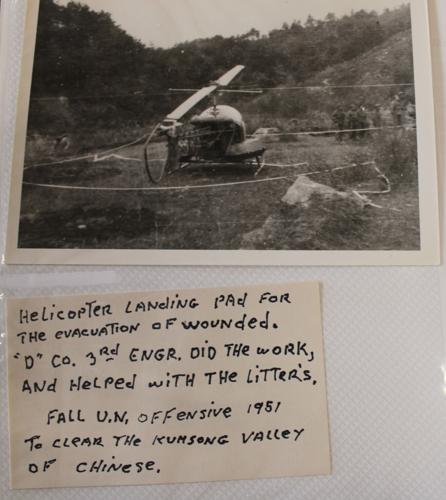 HELICOPTER LANDING PAD FOR
THE EVACUATION OF WOUNDED.
"D" CO. 3RD ENGR. DID THE WORK,
AND HELPED WITH THE LITTER'S.
FALL U.N. OFFENSIVE 1951
TO CLEAR THE KUMSONG VALLEY
OF CHINESE.